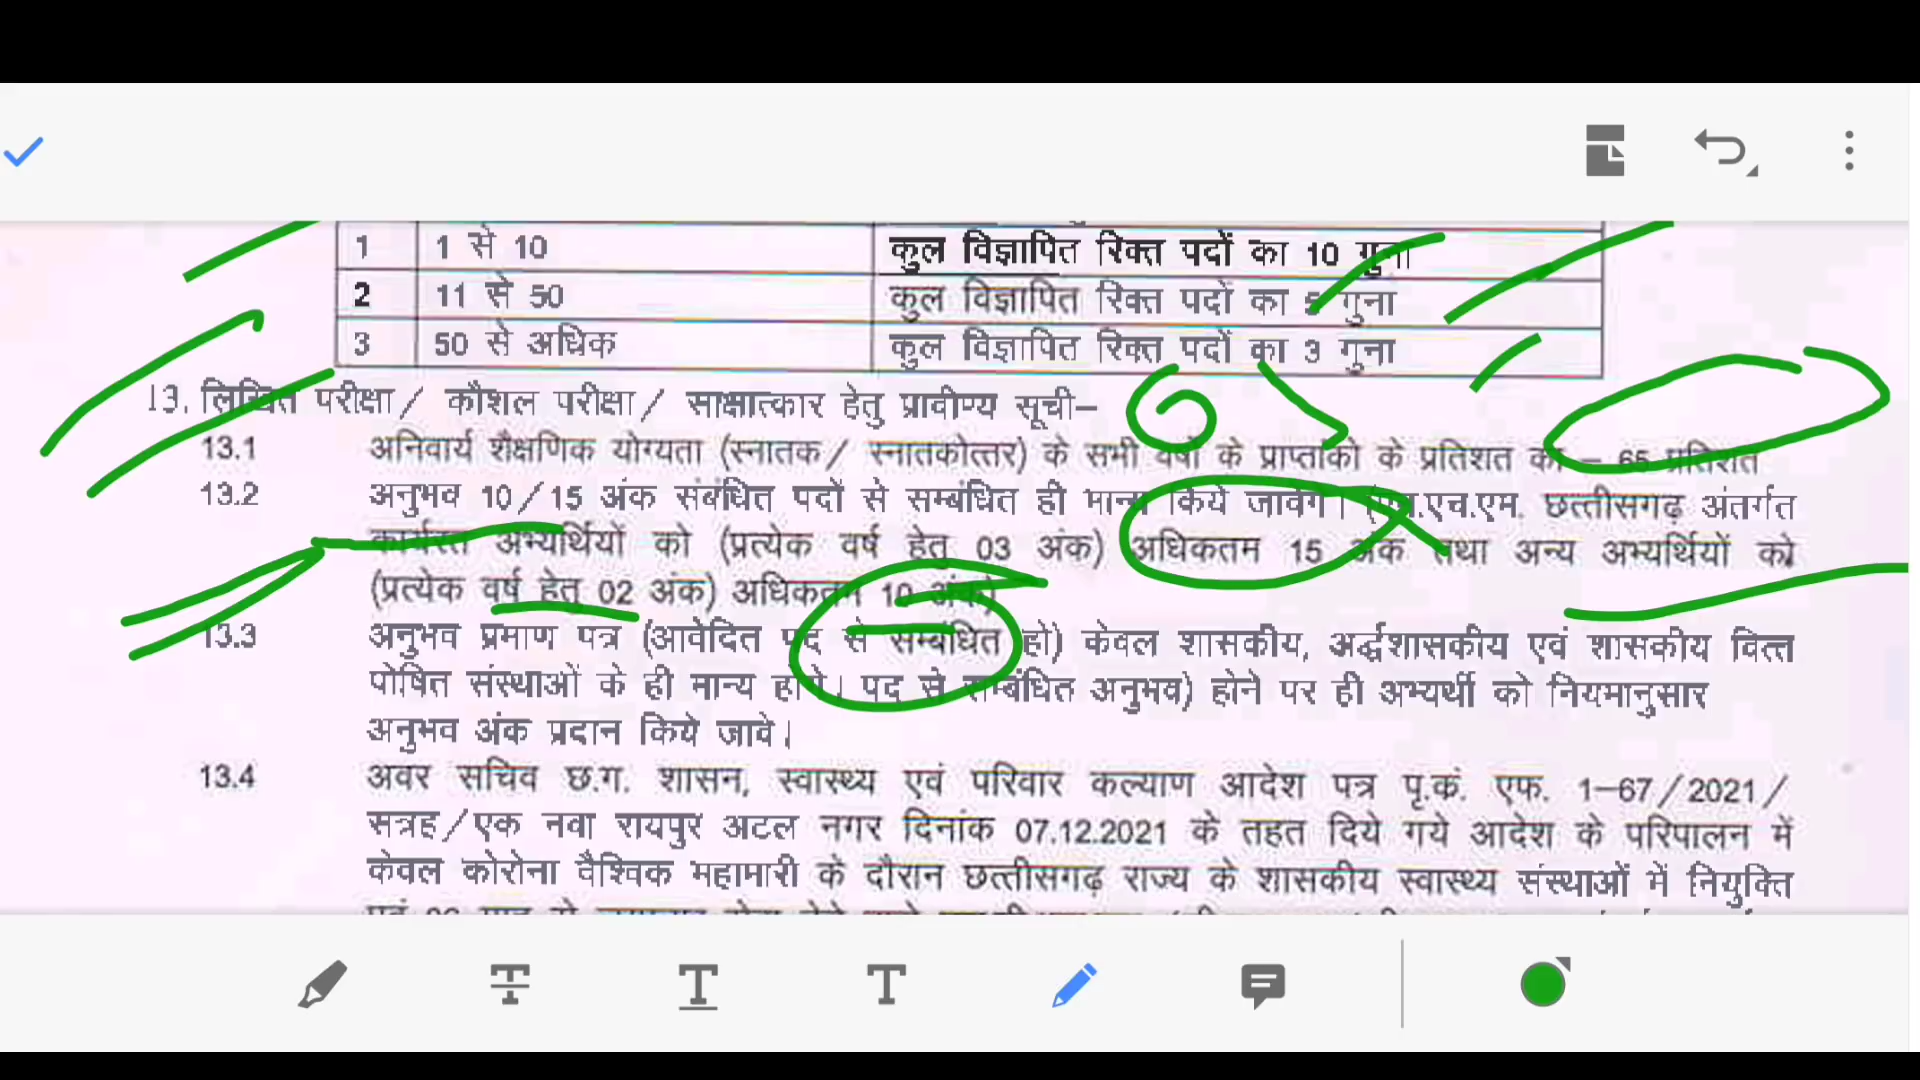 1 1 से 10 कुल विज्ञापित रिक्त पदों का 10 गुना
2 11 से 50 कुल विज्ञापित रिक्त पदों का 5 गुना
3 50 से अधिक कुल विज्ञापित रिक्त पदों का 3 गुना
13. लिखित परीक्षा/ कौशल परीक्षा/ साक्षात्कार हेतु प्रावीण्य सूची–
13.1 अनिवार्य शैक्षणिक योग्यता (स्नातक/ स्नातकोत्तर) के सभी वर्षों के प्राप्तांको के प्रतिशत का – 65 प्रतिशत
13.2 अनुभव 10/15 अंक संबंधित पदों से सम्बंधित ही मान्य किये जावेंगे। (एन.एच.एम. छत्तीसगढ़ अंतर्गत
कार्यरत अभ्यर्थियों को (प्रत्येक वर्ष हेतु 03 अंक) अधिकतम 15 अंक तथा अन्य अभ्यर्थियों को
(प्रत्येक वर्ष हेतु 02 अंक) अधिकतम 10 अंक)
13.3 अनुभव प्रमाण पत्र (आवेदित पद से सम्बंधित हो) केवल शासकीय, अर्द्धशासकीय एवं शासकीय वित्त
पोषित संस्थाओं के ही मान्य होंगे। पद से सम्बंधित अनुभव) होने पर ही अभ्यर्थी को नियमानुसार
अनुभव अंक प्रदान किये जावे।
13.4 अवर सचिव छ.ग. शासन, स्वास्थ्य एवं परिवार कल्याण आदेश पत्र पृ.कं. एफ. 1–67/2021/
सत्रह/एक नवा रायपुर अटल नगर दिनांक 07.12.2021 के तहत दिये गये आदेश के परिपालन में
केवल कोरोना वैश्विक महामारी के दौरान छत्तीसगढ़ राज्य के शासकीय स्वास्थ्य संस्थाओं में नियुक्ति